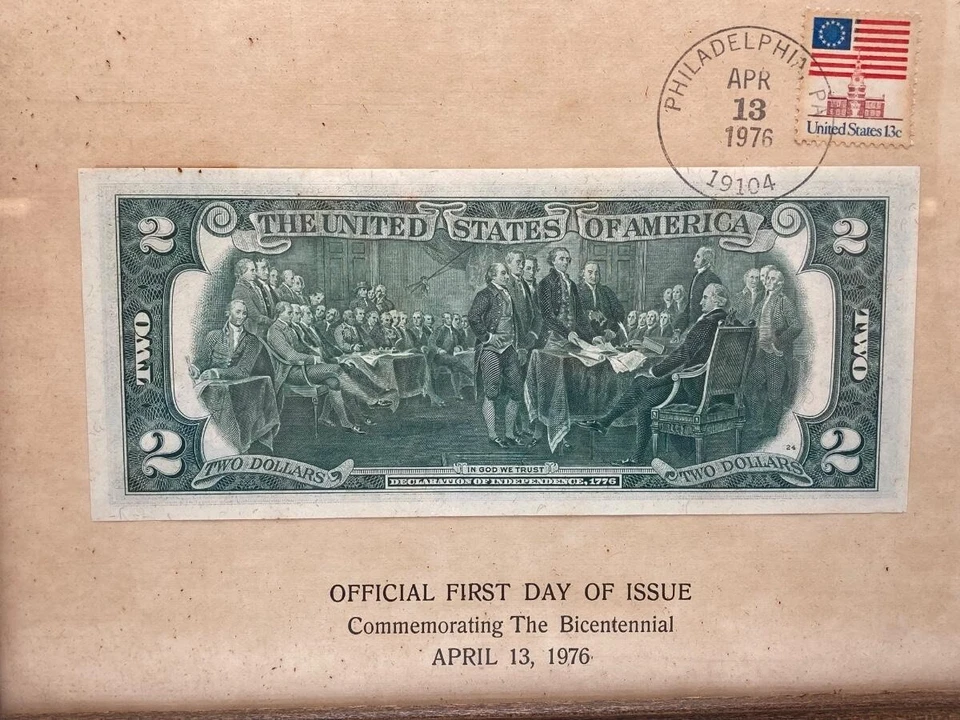 PHILADELPHIA PA
APR
13
1976
19104
United States 13c
2
THE UNITED STATES OF AMERICA
2
TWO
TWO
2
TWO DOLLARS
IN GOD WE TRUST
DECLARATION OF INDEPENDENCE, 1776
24
TWO DOLLARS
2
OFFICIAL FIRST DAY OF ISSUE
Commemorating The Bicentennial
APRIL 13, 1976